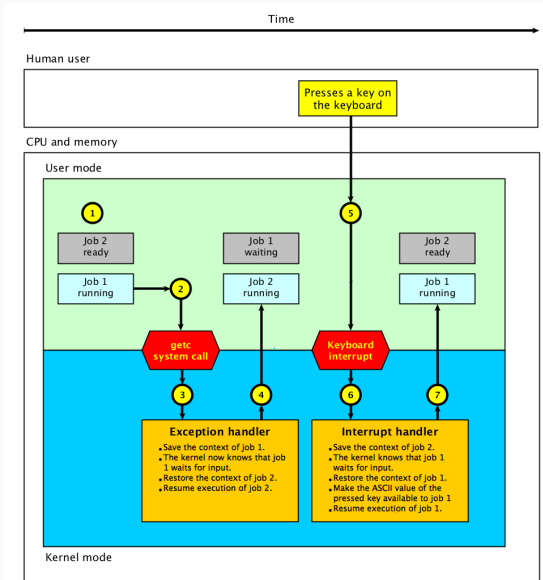 Time
Human user
Presses a key on
the keyboard
CPU and memory
User mode
1
5
Job 2
ready
Job 1
waiting
Job 2
ready
Job 1
running
2
Job 2
running
Job 1
running
getc
system call
Keyboard
interrupt
3
4
6
7
Exception handler
• Save the context of job 1.
• The kernel now knows that job
1 waits for input.
• Restore the context of job 2.
• Resume execution of job 2.
Interrupt handler
• Save the context of job 2.
• The kernel knows that job 1
waits for input.
• Restore the context of job 1.
• Make the ASCII value of the
pressed key available to job 1
• Resume execution of job 1.
Kernel mode